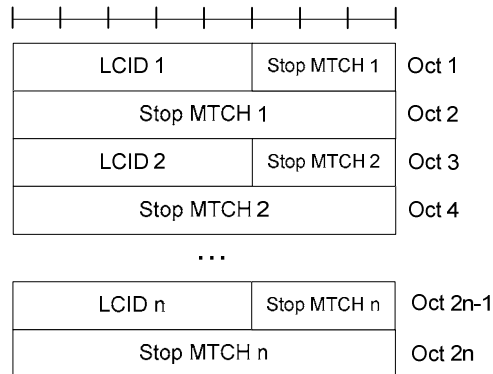 LCID 1 Stop MTCH 1 Oct 1
Stop MTCH 1 Oct 2
LCID 2 Stop MTCH 2 Oct 3
Stop MTCH 2 Oct 4
...
LCID n Stop MTCH n Oct 2n-1
Stop MTCH n Oct 2n